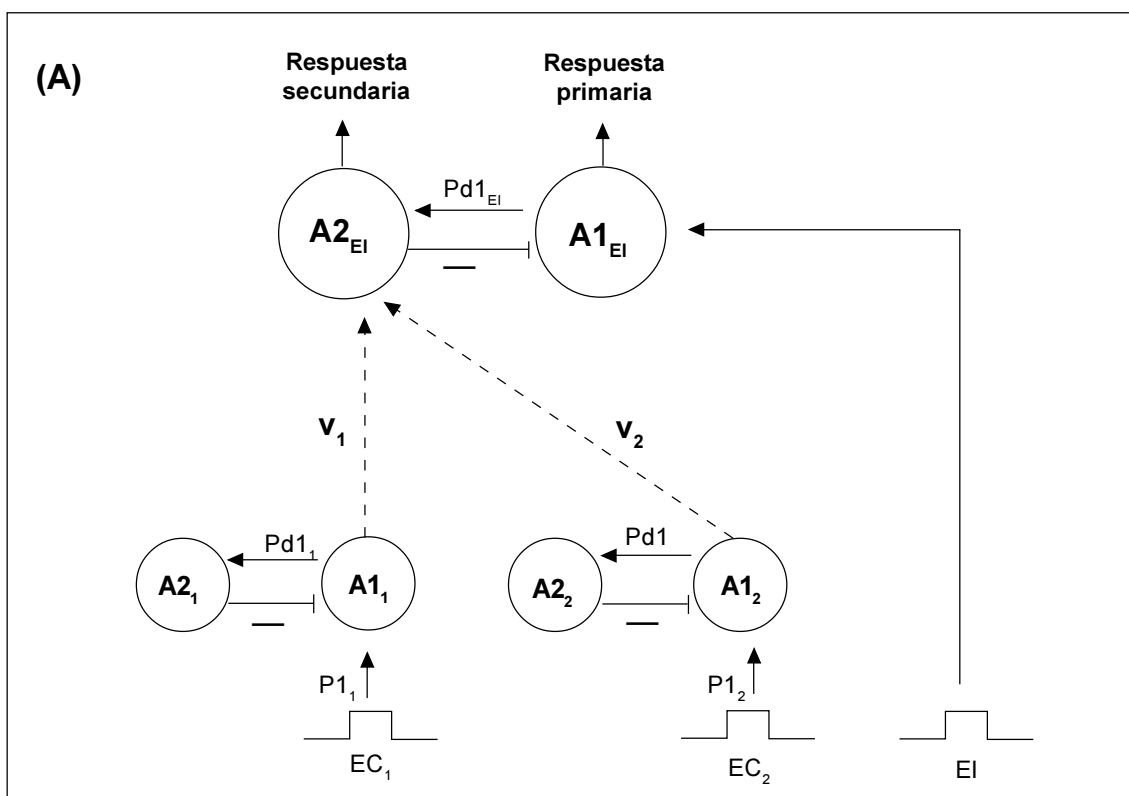 (A)
Respuesta
secundaria
Respuesta
primaria
Pd1EI
A2EI
A1EI
v1
v2
Pd11
Pd1
A21
A11
A22
A12
P11
P12
EC1
EC2
EI